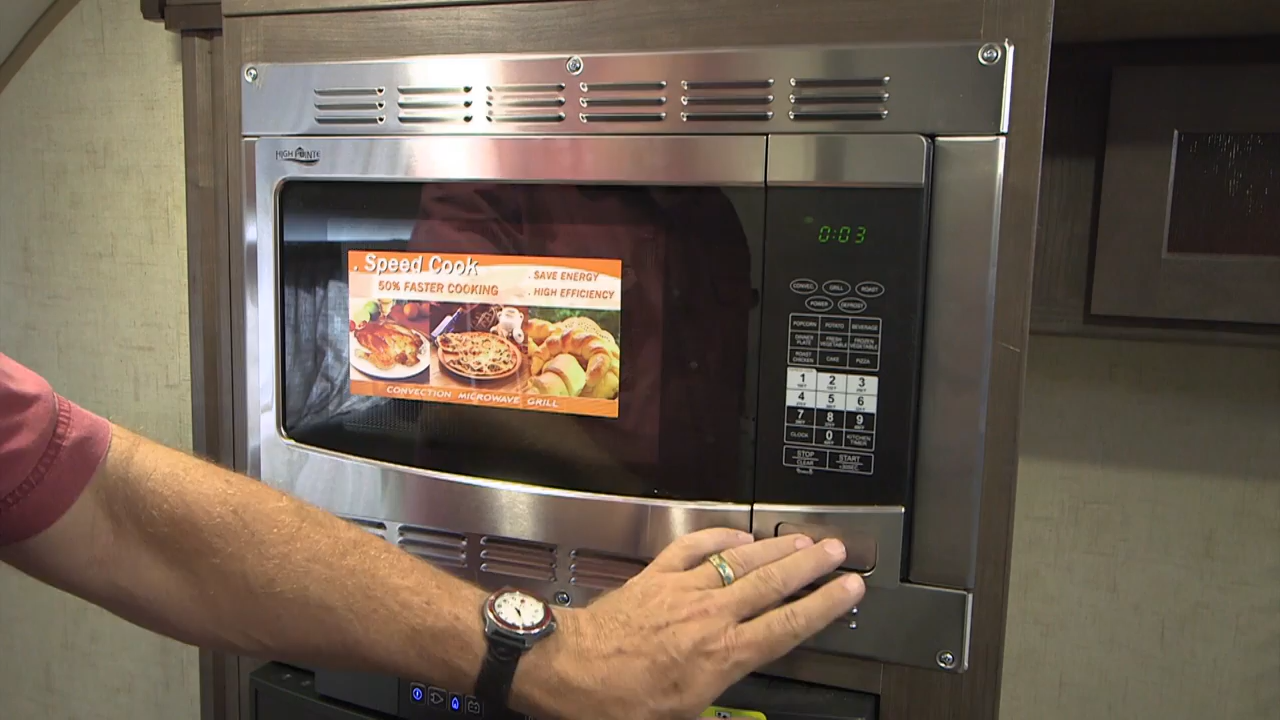 HIGH POINTE
. Speed Cook
50% FASTER COOKING
. SAVE ENERGY
. HIGH EFFICIENCY
CONVECTION MICROWAVE GRILL
0:03
CONVEC. GRILL ROAST
POWER DEFROST
POPCORN POTATO BEVERAGE
DINNER PLATE FRESH VEGETABLE FROZEN VEGETABLE
ROAST CHICKEN CAKE PIZZA
1 2 3
4 5 6
7 8 9
CLOCK 0 KITCHEN TIMER
STOP CLEAR START